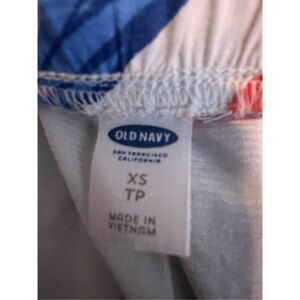 OLD NAVY
SAN FRANCISCO
CALIFORNIA
XS
TP
MADE IN
VIETNAM